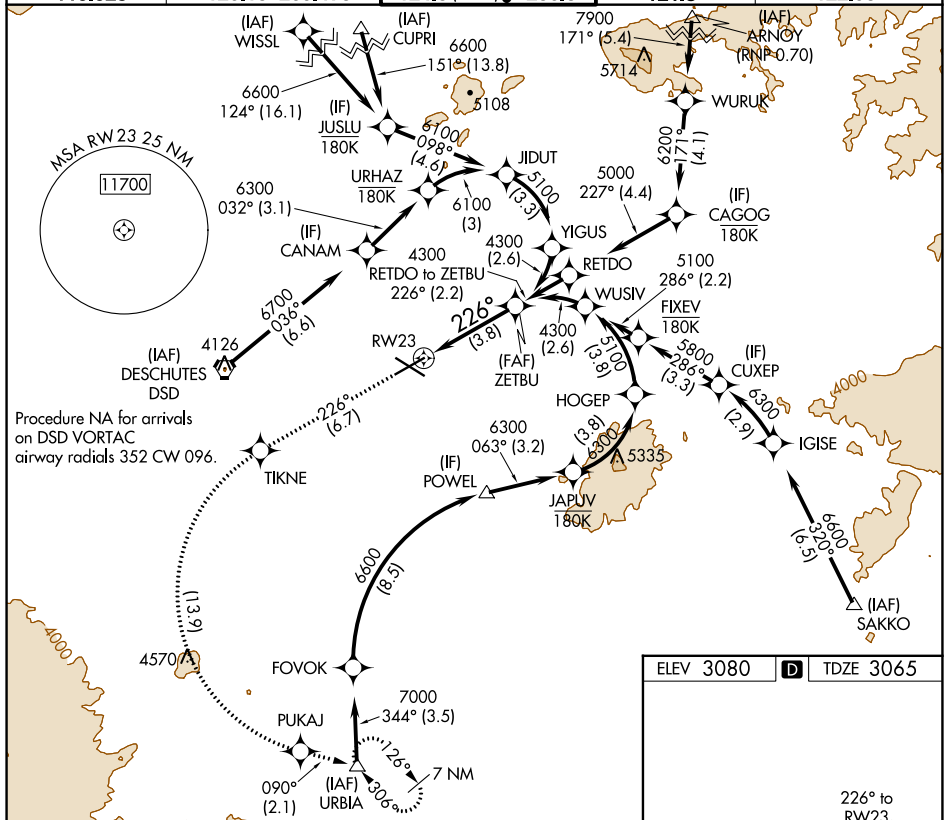 (IAF)
WISSL
(IAF)
CUPRI
6600
151° (13.8)
6600
124° (16.1)
5108
7900
171° (5.4)
(IAF)
ARNOY
(RNP 0.70)
5714
WURUK
6200
171°
(4.1)
(IF)
JUSLU
180K
6100
098°
(4.6)
JIDUT
MSA RW 23 25 NM
11700
URHAZ
180K
6300
032° (3.1)
6100
(3)
5100
(3.3)
5000
227° (4.4)
(IF)
CAGOG
180K
(IF)
CANAM
YIGUS
4300
(2.6)
4300
RETDO to ZETBU
226° (2.2)
RETDO
5100
286° (2.2)
WUSIV
FIXEV
180K
6700
036°
(6.6)
226°
(3.8)
4300
(2.6)
(FAF)
ZETBU
5100
(3.8)
5800
286°
(3.3)
(IF)
CUXEP
RW23
4126
(IAF)
DESCHUTES
DSD
4000
HOGEP
6300
(2.9)
IGISE
Procedure NA for arrivals
on DSD VORTAC
airway radials 352 CW 096.
226°
(6.7)
TIKNE
6300
063° (3.2)
(IF)
POWEL
6300
(3.8)
5335
JAPUV
180K
6600
320°
(6.5)
(IAF)
SAKKO
6600
(8.5)
(13.9)
4000
4570
FOVOK
ELEV 3080
D
TDZE 3065
7000
344° (3.5)
PUKAJ
090°
(2.1)
(IAF)
URBIA
126°
306°
7 NM
226° to
RW23